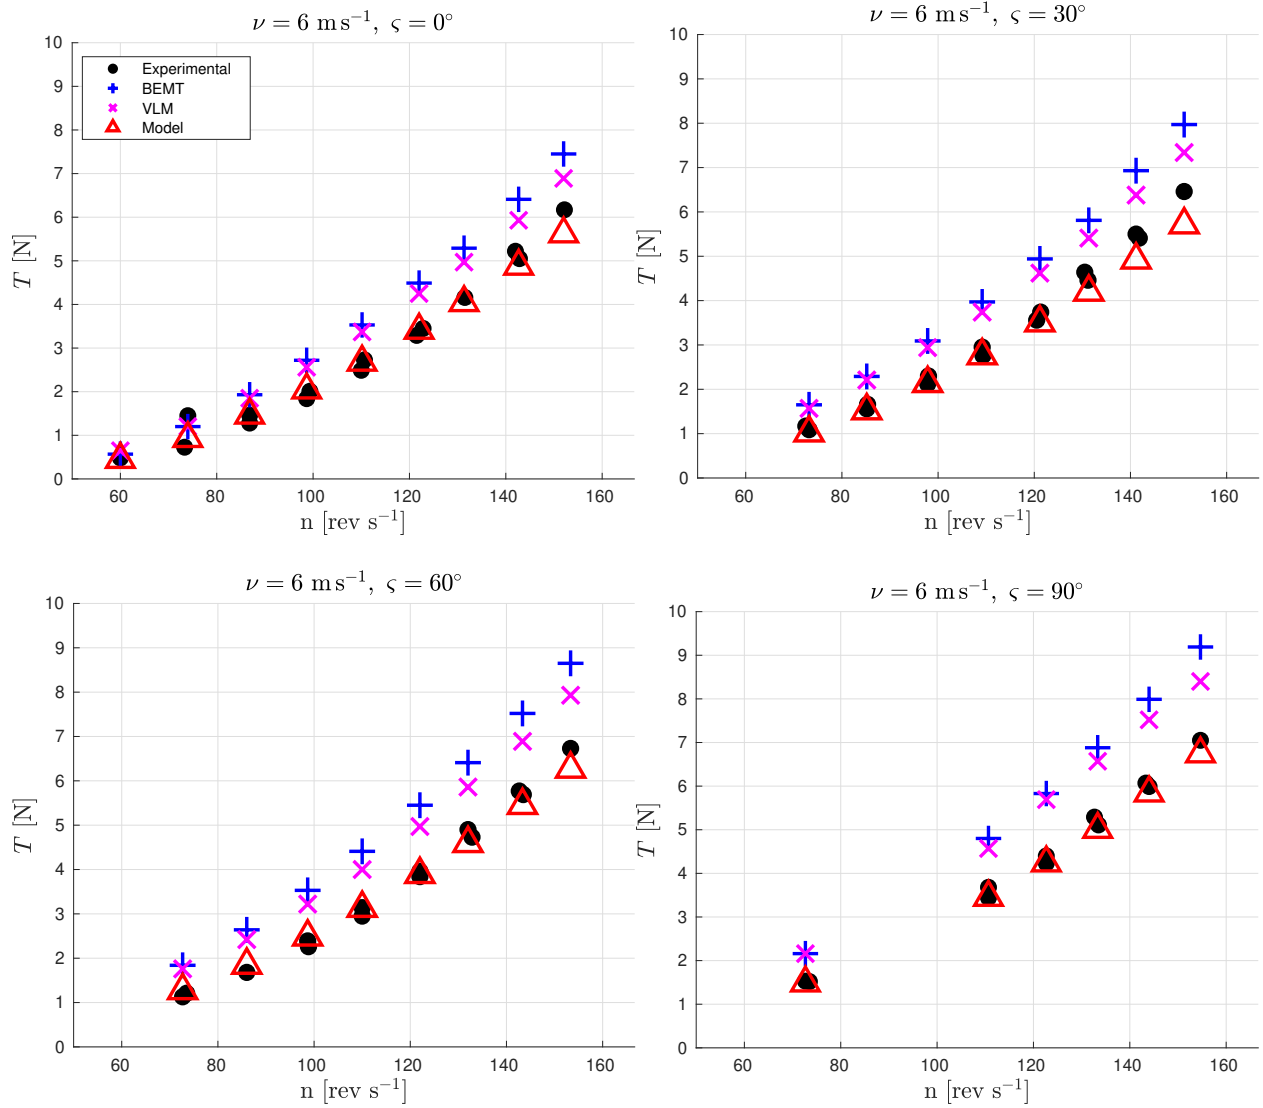 ν = 6 m s⁻¹, ς = 0°
10
9
8
7
6
5
4
3
2
1
0
T [N]
Experimental
BEMT
VLM
Model
60 80 100 120 140 160
n [rev s⁻¹]
ν = 6 m s⁻¹, ς = 30°
10
9
8
7
6
5
4
3
2
1
0
T [N]
60 80 100 120 140 160
n [rev s⁻¹]
ν = 6 m s⁻¹, ς = 60°
10
9
8
7
6
5
4
3
2
1
0
T [N]
60 80 100 120 140 160
n [rev s⁻¹]
ν = 6 m s⁻¹, ς = 90°
10
9
8
7
6
5
4
3
2
1
0
T [N]
60 80 100 120 140 160
n [rev s⁻¹]